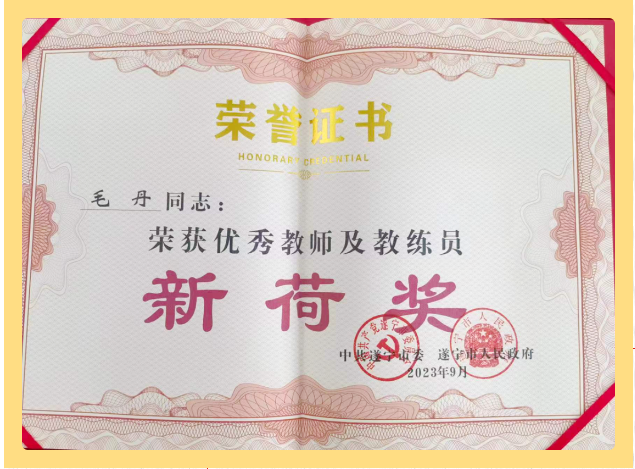 荣誉证书
HONORARY CREDENTIAL
毛丹同志：
荣获优秀教师及教练员
新荷奖
中共遂宁市委 遂宁市人民政府
2023年9月